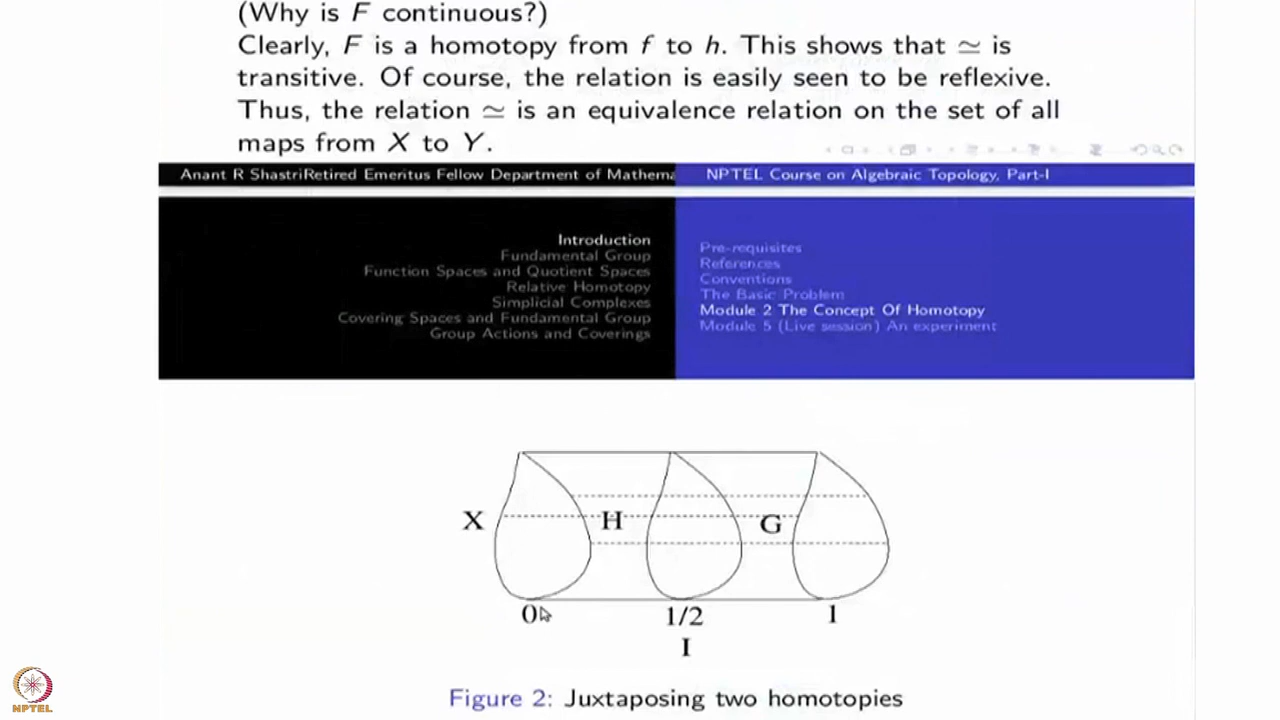 (Why is F continuous?)
Clearly, F is a homotopy from f to h. This shows that ≃ is
transitive. Of course, the relation is easily seen to be reflexive.
Thus, the relation ≃ is an equivalence relation on the set of all
maps from X to Y.
Anant R ShastriRetired Emeritus Fellow Department of Mathema
NPTEL Course on Algebraic Topology, Part-I
Introduction
Fundamental Group
Function Spaces and Quotient Spaces
Relative Homotopy
Simplicial Complexes
Covering Spaces and Fundamental Group
Group Actions and Coverings
Pre-requisites
References
Conventions
The Basic Problem
Module 2 The Concept Of Homotopy
Module 5 (Live session) An experiment
X H G
0 1/2 1
I
Figure 2: Juxtaposing two homotopies
NPTEL